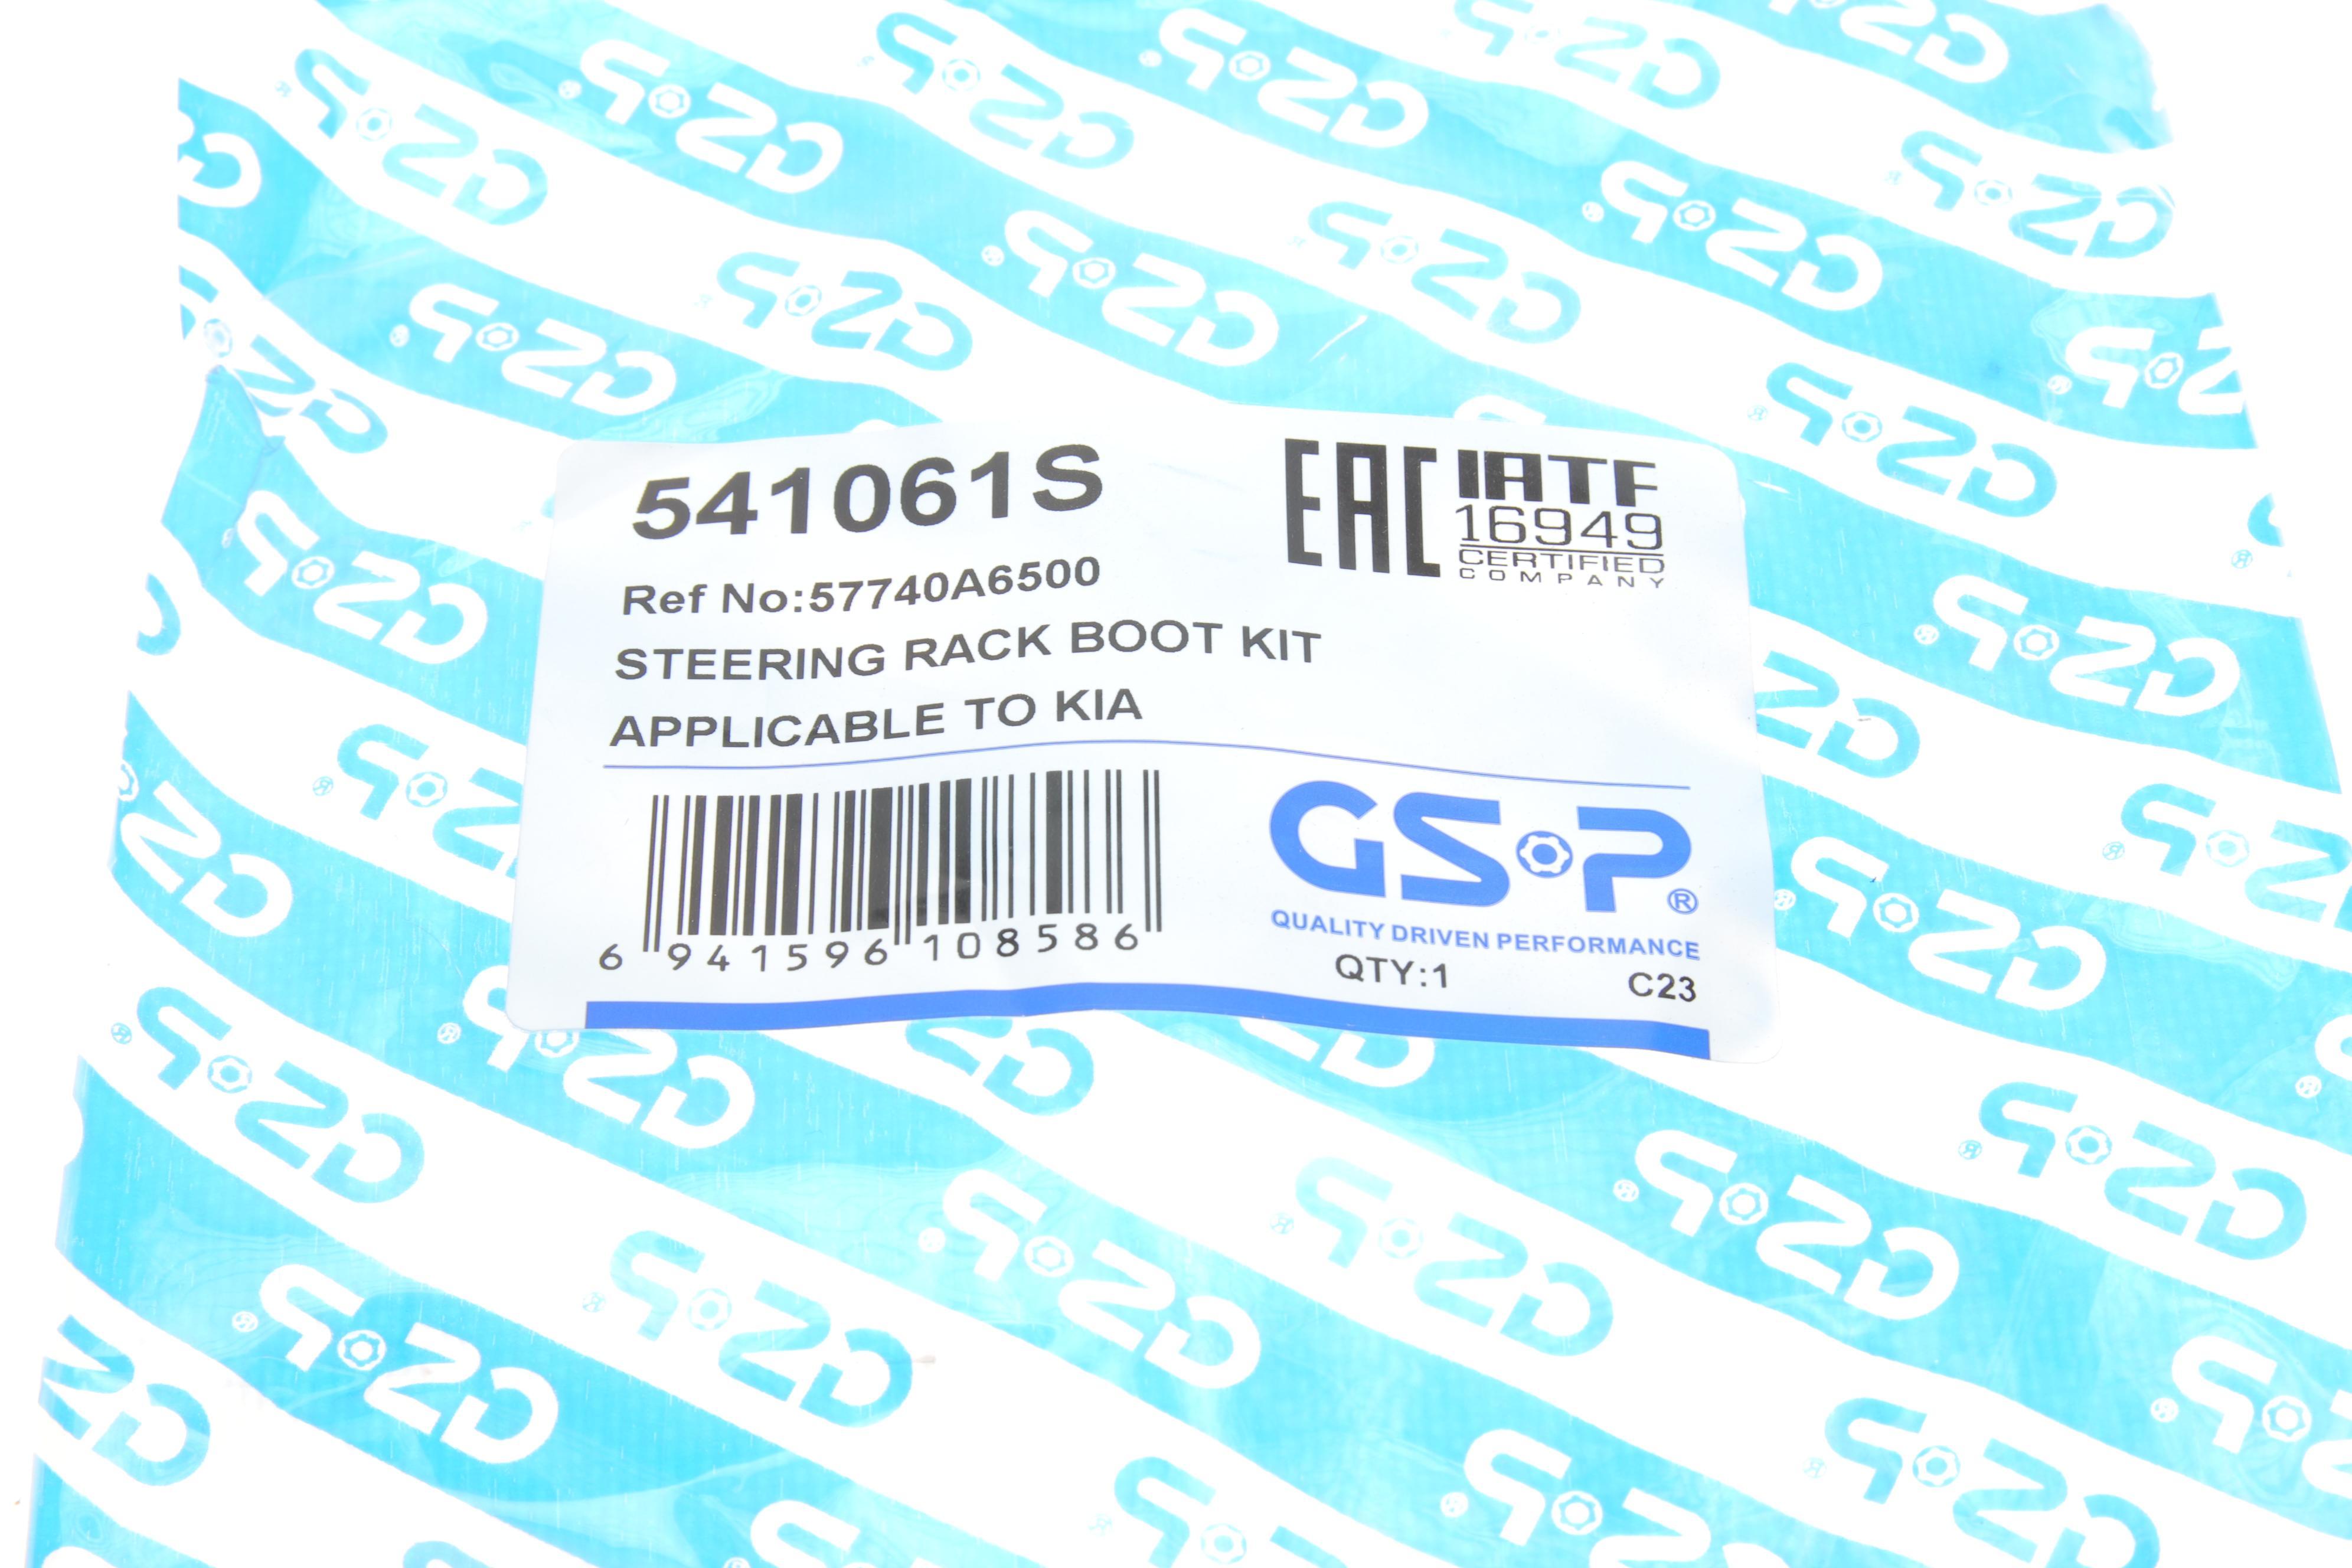 541061S
EAC
IATF
16949
CERTIFIED
COMPANY
Ref No:57740A6500
STEERING RACK BOOT KIT
APPLICABLE TO KIA
6 941596 108586
GSP®
QUALITY DRIVEN PERFORMANCE
QTY:1 C23